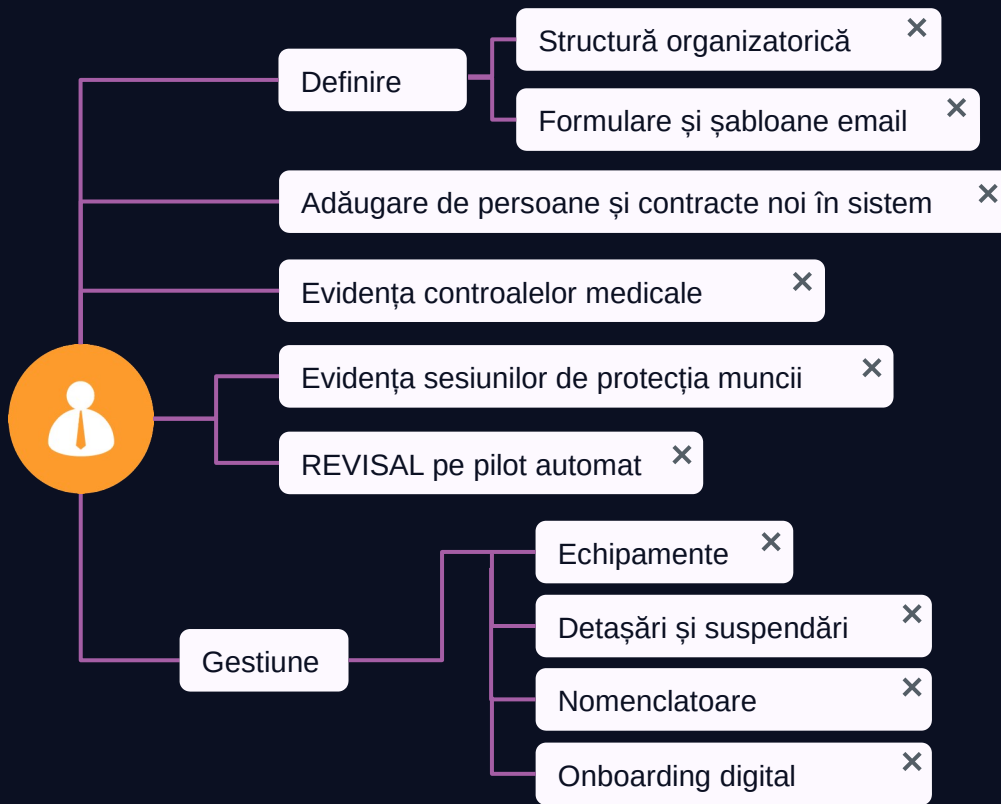 Structură organizatorică
Definire
Formulare și șabloane email
Adăugare de persoane și contracte noi în sistem
Evidența controalelor medicale
Evidența sesiunilor de protecția muncii
REVISAL pe pilot automat
Echipamente
Detașări și suspendări
Gestiune
Nomenclatoare
Onboarding digital